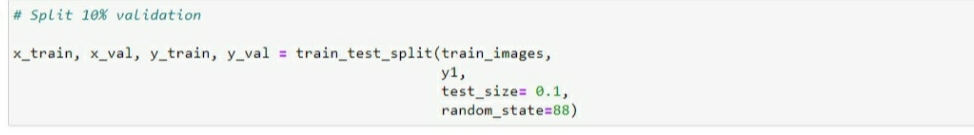 # Split 10% validation
x_train, x_val, y_train, y_val = train_test_split(train_images,
y1,
test_size= 0.1,
random_state=88)